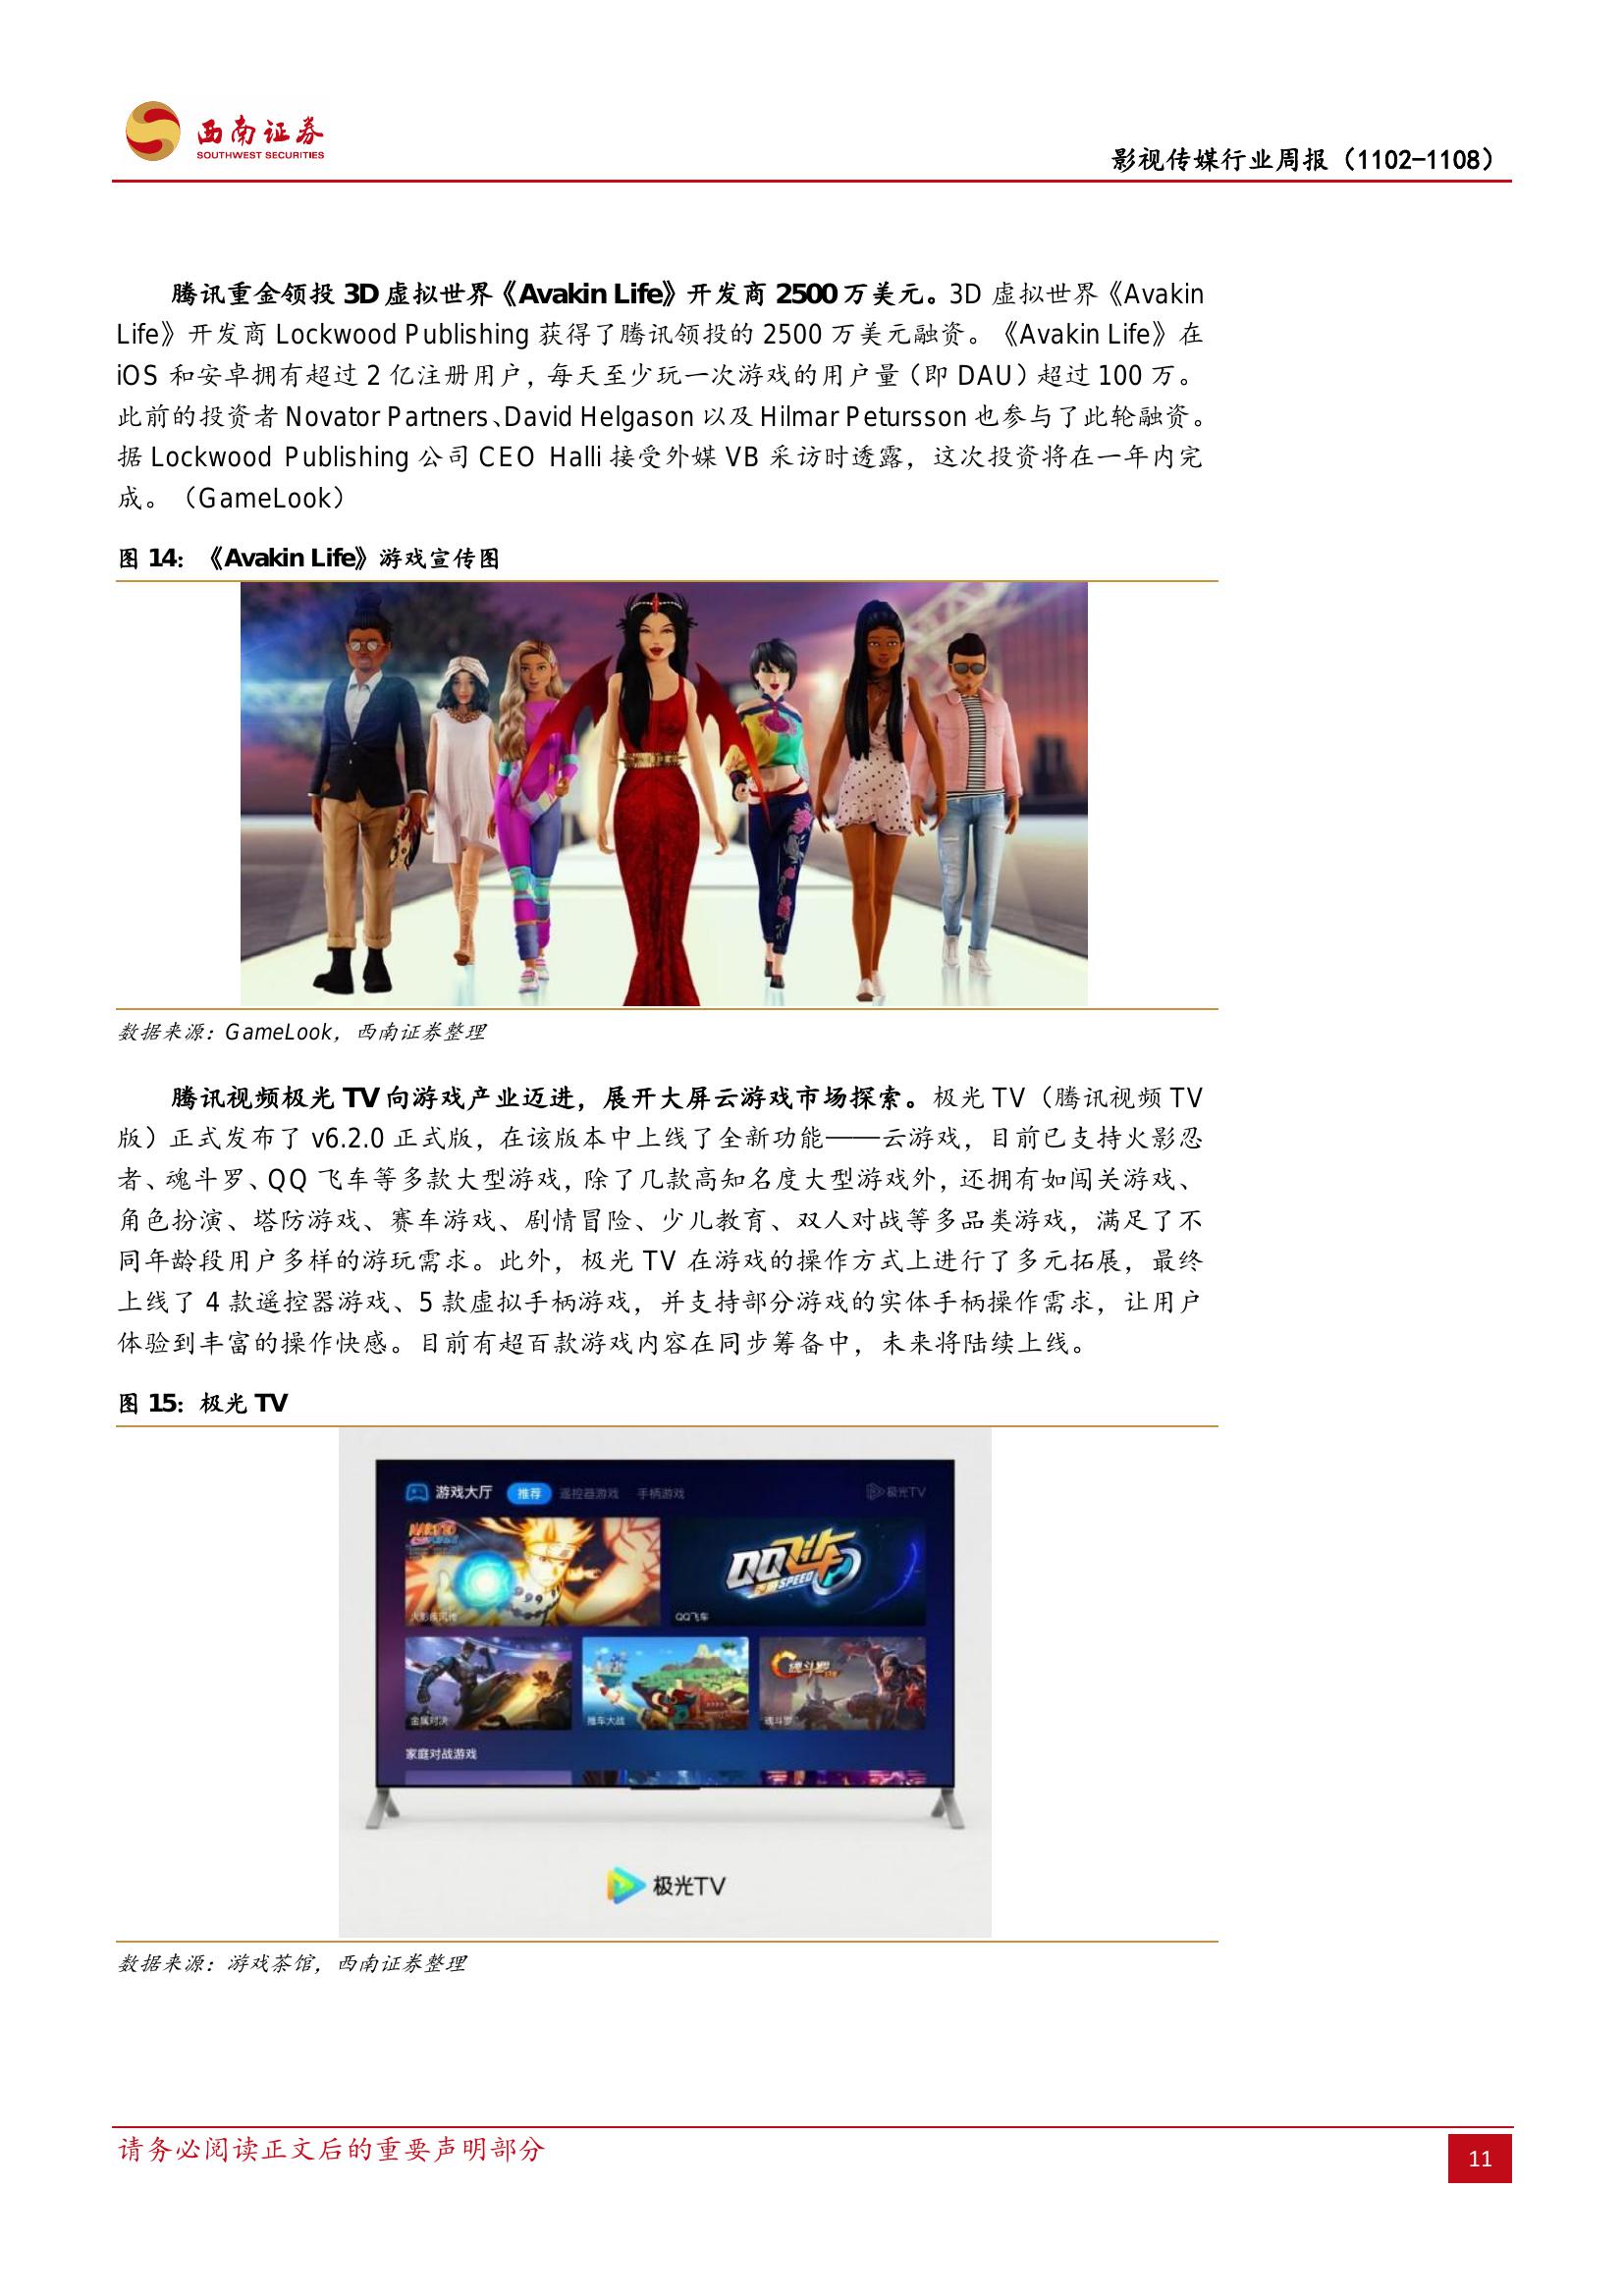 西南证券
SOUTHWEST SECURITIES
影视传媒行业周报（1102-1108）
腾讯重金领投 3D 虚拟世界《Avakin Life》开发商 2500 万美元。3D 虚拟世界《Avakin
Life》开发商 Lockwood Publishing 获得了腾讯领投的 2500 万美元融资。《Avakin Life》在
iOS 和安卓拥有超过 2 亿注册用户，每天至少玩一次游戏的用户量（即 DAU）超过 100 万。
此前的投资者 Novator Partners、David Helgason 以及 Hilmar Petursson 也参与了此轮融资。
据 Lockwood Publishing 公司 CEO Halli 接受外媒 VB 采访时透露，这次投资将在一年内完
成。（GameLook）
图 14：《Avakin Life》游戏宣传图
数据来源：GameLook，西南证券整理
腾讯视频极光 TV 向游戏产业迈进，展开大屏云游戏市场探索。极光 TV（腾讯视频 TV
版）正式发布了 v6.2.0 正式版，在该版本中上线了全新功能——云游戏，目前已支持火影忍
者、魂斗罗、QQ 飞车等多款大型游戏，除了几款高知名度大型游戏外，还拥有如闯关游戏、
角色扮演、塔防游戏、赛车游戏、剧情冒险、少儿教育、双人对战等多品类游戏，满足了不
同年龄段用户多样的游玩需求。此外，极光 TV 在游戏的操作方式上进行了多元拓展，最终
上线了 4 款遥控器游戏、5 款虚拟手柄游戏，并支持部分游戏的实体手柄操作需求，让用户
体验到丰富的操作快感。目前有超百款游戏内容在同步筹备中，未来将陆续上线。
图 15：极光 TV
游戏大厅 推荐 遥控器游戏 手柄游戏 极光TV
NARUTO
QQ飞车 SPEED
火影疾风传 QQ飞车
魂斗罗
金属对决 推车大战 魂斗罗
家庭对战游戏
极光TV
数据来源：游戏茶馆，西南证券整理
请务必阅读正文后的重要声明部分
11